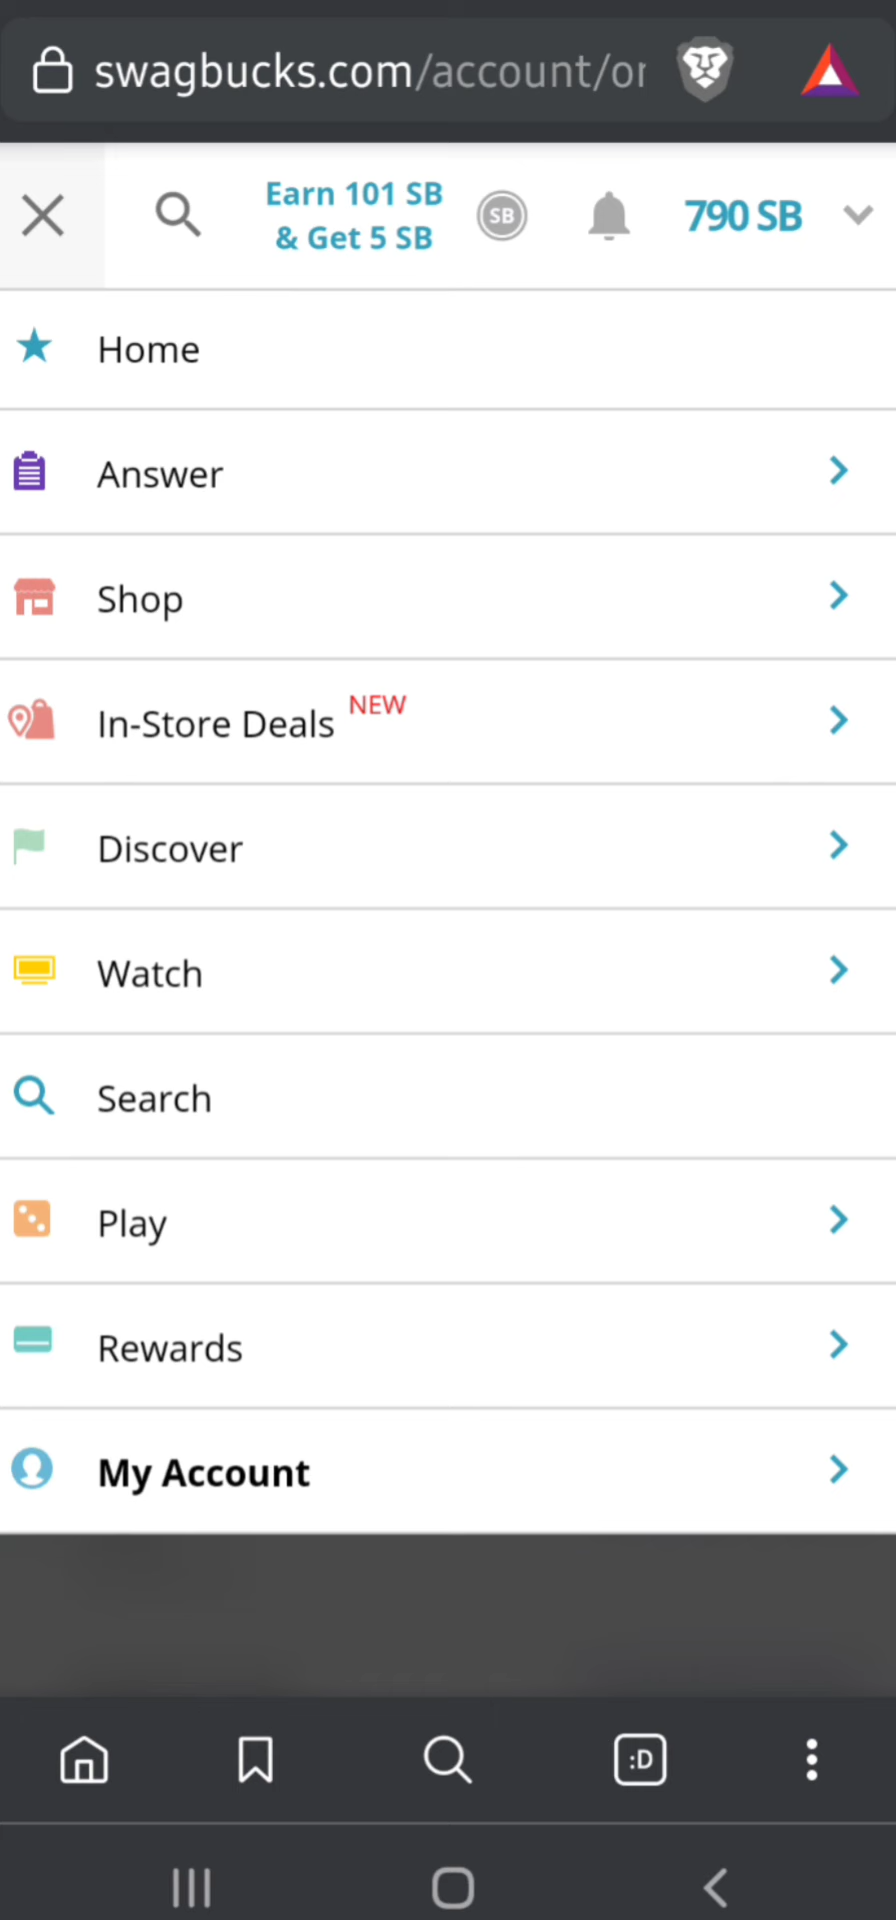 swagbucks.com/account/or
Earn 101 SB
& Get 5 SB
SB
790 SB
Home
Answer
Shop
In-Store Deals NEW
Discover
Watch
Search
Play
Rewards
My Account
:D